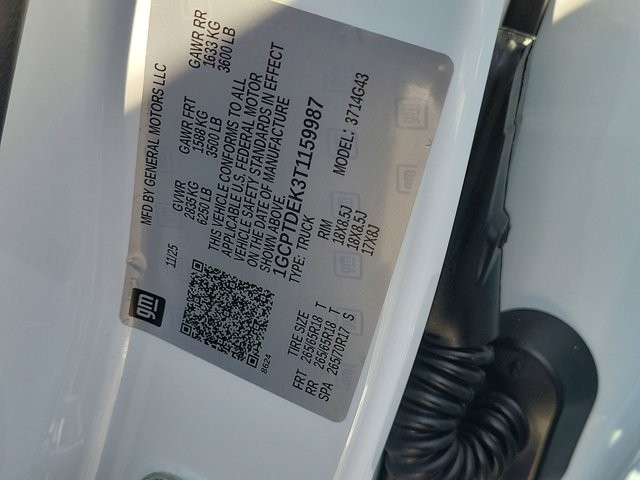 gm
MFD BY GENERAL MOTORS LLC
11/25 GVWR GAWR FRT GAWR RR
2835 KG 1588 KG 1633 KG
6250 LB 3500 LB 3600 LB
THIS VEHICLE CONFORMS TO ALL
APPLICABLE U.S. FEDERAL MOTOR
VEHICLE SAFETY STANDARDS IN EFFECT
ON THE DATE OF MANUFACTURE
SHOWN ABOVE.
1GCPTDEK3T1159987
TYPE: TRUCK MODEL: 3714G43
8624
TIRE SIZE RIM
FRT 265/65R18 T 18X8.5J
RR 265/65R18 T 18X8.5J
SPA 265/70R17 S 17X8J